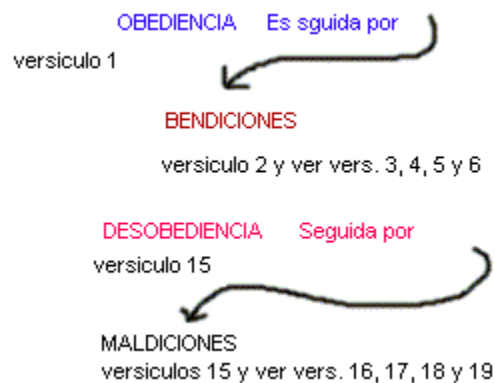 OBEDIENCIA Es sguida por
versiculo 1
BENDICIONES
versiculo 2 y ver vers. 3, 4, 5 y 6
DESOBEDIENCIA Seguida por
versiculo 15
MALDICIONES
versiculos 15 y ver vers. 16, 17, 18 y 19